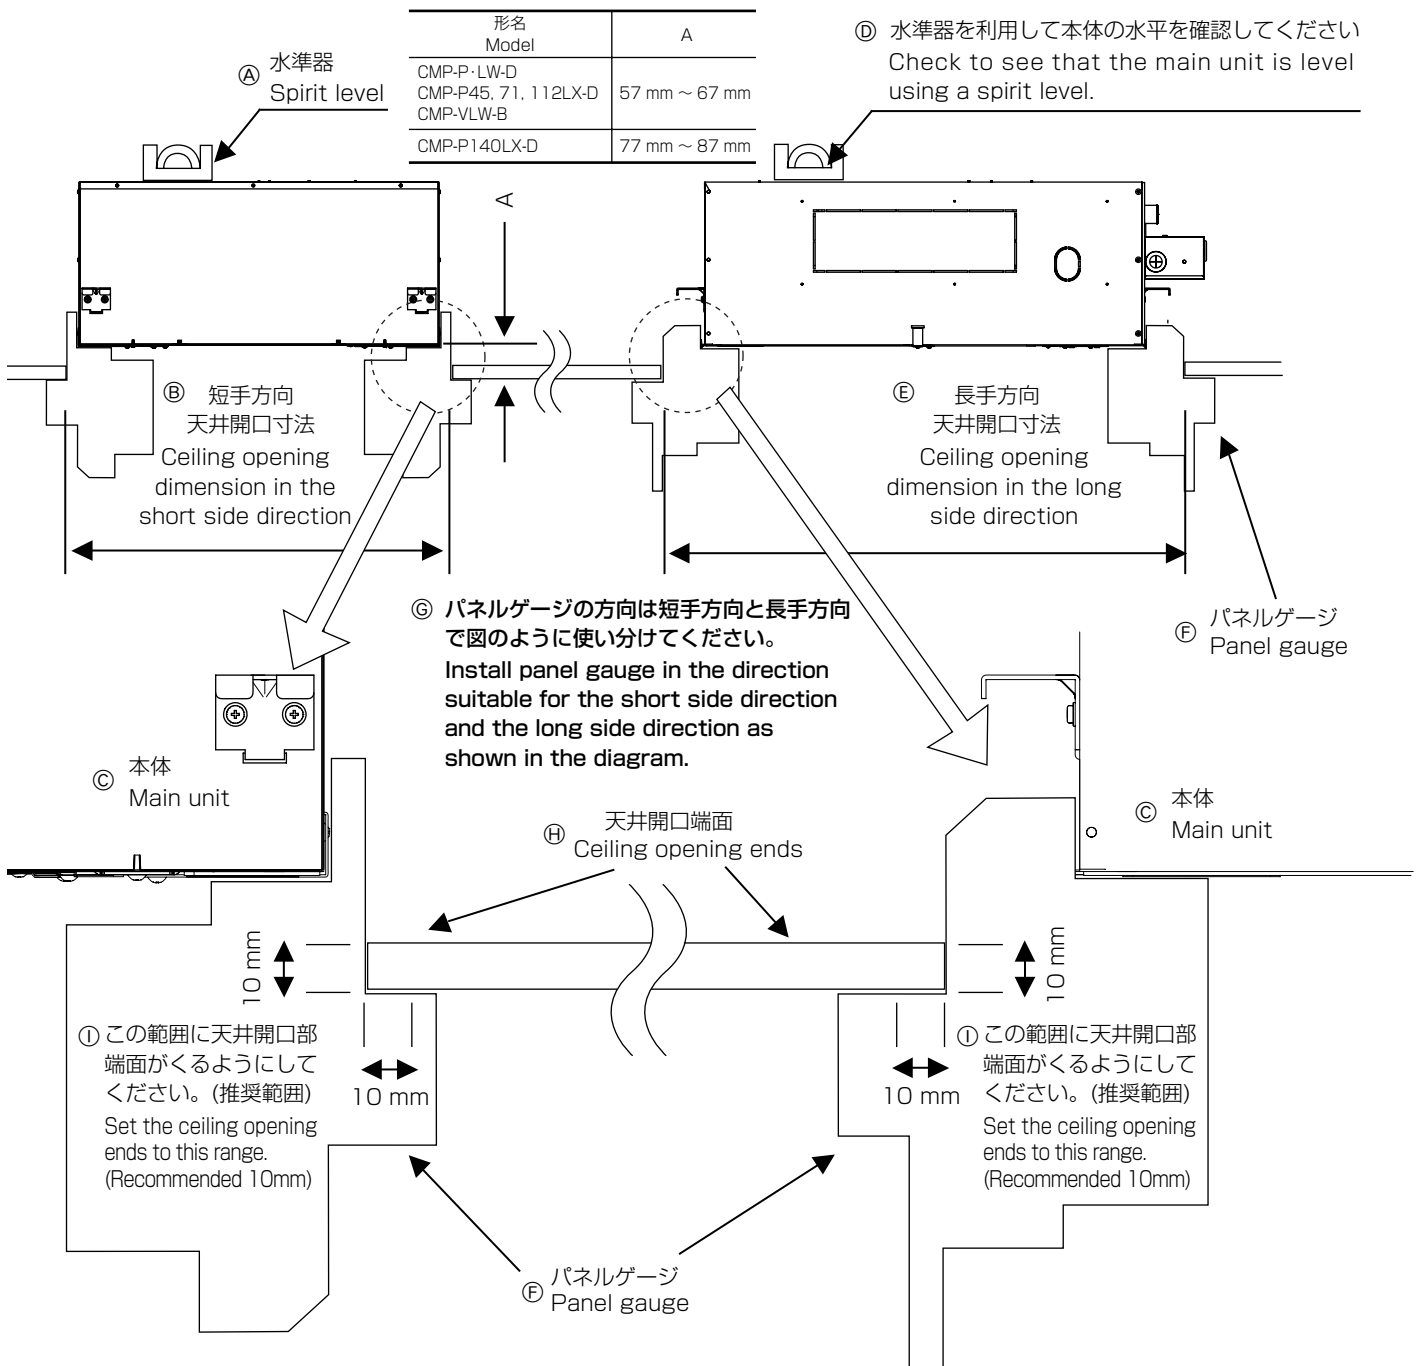 形名
Model
A
CMP-P･LW-D
CMP-P45, 71, 112LX-D
CMP-VLW-B
57 mm ～ 67 mm
CMP-P140LX-D
77 mm ～ 87 mm
Ⓐ 水準器
Spirit level
Ⓓ 水準器を利用して本体の水平を確認してください
Check to see that the main unit is level
using a spirit level.
A
Ⓑ 短手方向
天井開口寸法
Ceiling opening
dimension in the
short side direction
Ⓔ 長手方向
天井開口寸法
Ceiling opening
dimension in the long
side direction
Ⓕ パネルゲージ
Panel gauge
Ⓖ パネルゲージの方向は短手方向と長手方向
で図のように使い分けてください。
Install panel gauge in the direction
suitable for the short side direction
and the long side direction as
shown in the diagram.
Ⓒ 本体
Main unit
Ⓒ 本体
Main unit
Ⓗ 天井開口端面
Ceiling opening ends
10 mm
10 mm
Ⓘ この範囲に天井開口部
端面がくるようにして
ください。(推奨範囲)
Set the ceiling opening
ends to this range.
(Recommended 10mm)
10 mm
10 mm
Ⓘ この範囲に天井開口部
端面がくるようにして
ください。(推奨範囲)
Set the ceiling opening
ends to this range.
(Recommended 10mm)
Ⓕ パネルゲージ
Panel gauge